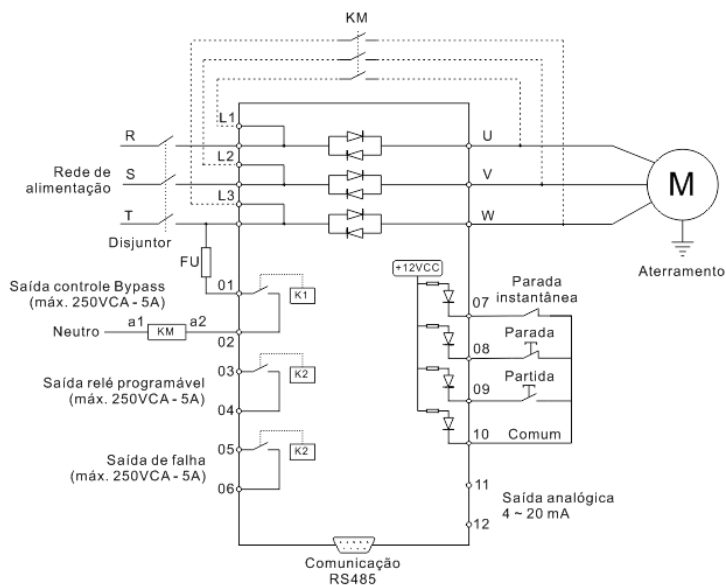 KM
L1
R
U
L2
Rede de
alimentação
S
V
M
L3
T
W
Disjuntor
FU
+12VCC
Aterramento
Saída controle Bypass
(máx. 250VCA - 5A)
01
K1
07
Parada
instantânea
Neutro
a1
KM
a2
02
08
Parada
03
K2
Saída relé programável
(máx. 250VCA - 5A)
09
Partida
04
10
Comum
05
K2
Saída de falha
(máx. 250VCA - 5A)
06
11
Saída analógica
4 ~ 20 mA
12
Comunicação
RS485